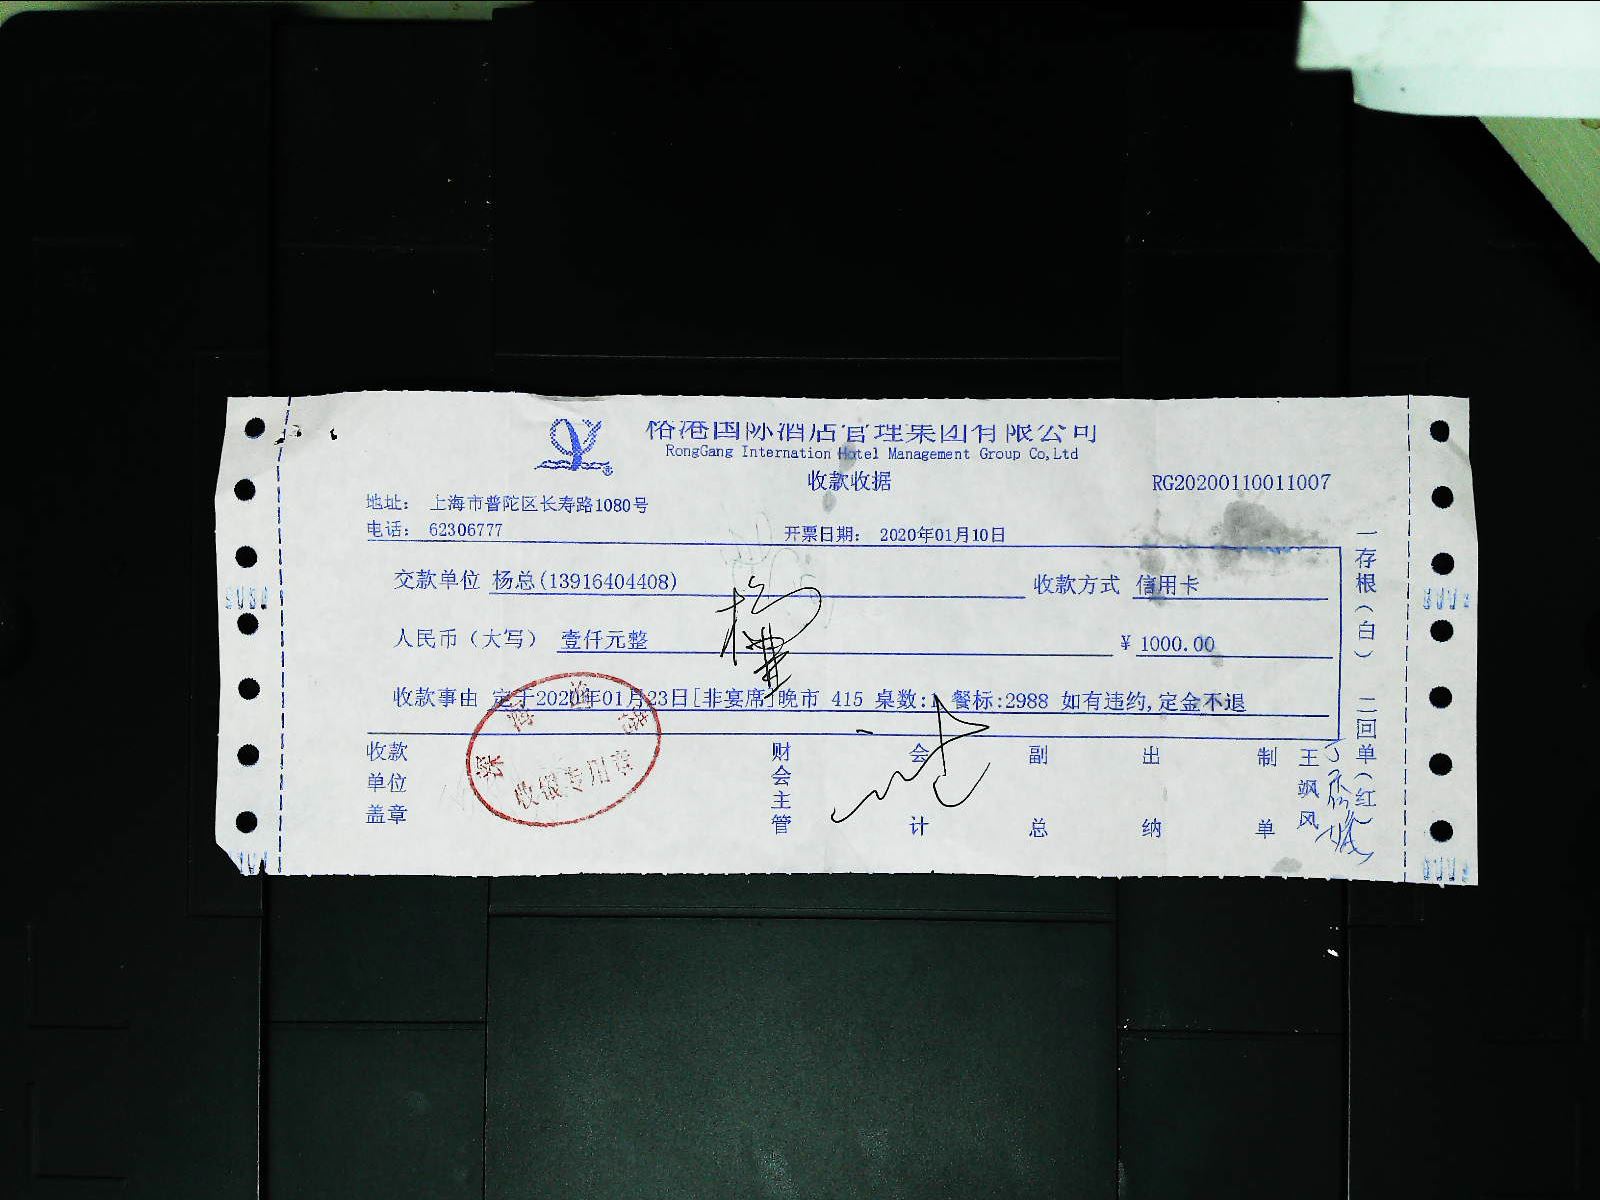 裕港国际酒店管理集团有限公司
RongGang Internation Hotel Management Group Co,Ltd
收款收据
RG20200110011007
地址： 上海市普陀区长寿路1080号
电话： 62306777
开票日期： 2020年01月10日
交款单位 杨总(13916404408)
收款方式 信用卡
人民币（大写） 壹仟元整
¥ 1000.00
收款事由 定于2020年01月23日[非宴席]晚市 415 桌数:1 餐标:2988 如有违约,定金不退
收款单位盖章
收银专用章
财会主管
会计
副总
出纳
制单
王飒风
一存根（白） 二回单（红）